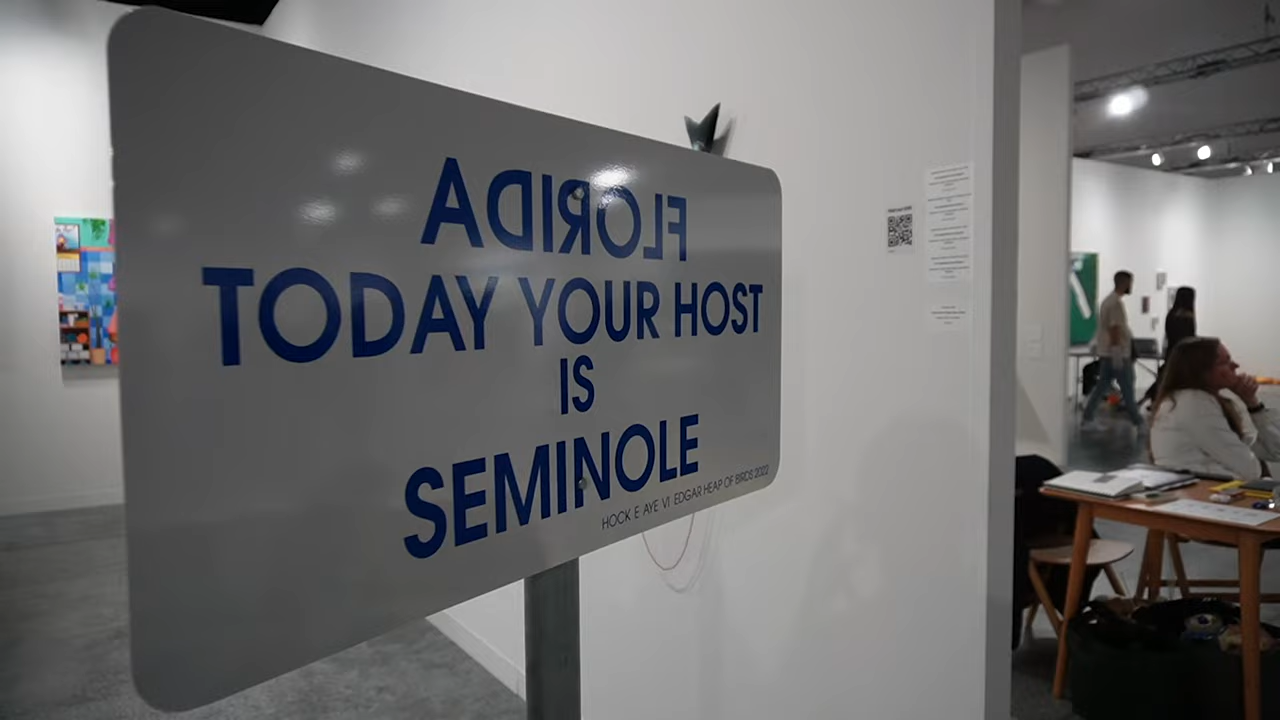 FLORIDA
TODAY YOUR HOST
IS
SEMINOLE
HOCK E AYE VI EDGAR HEAP OF BIRDS 2022